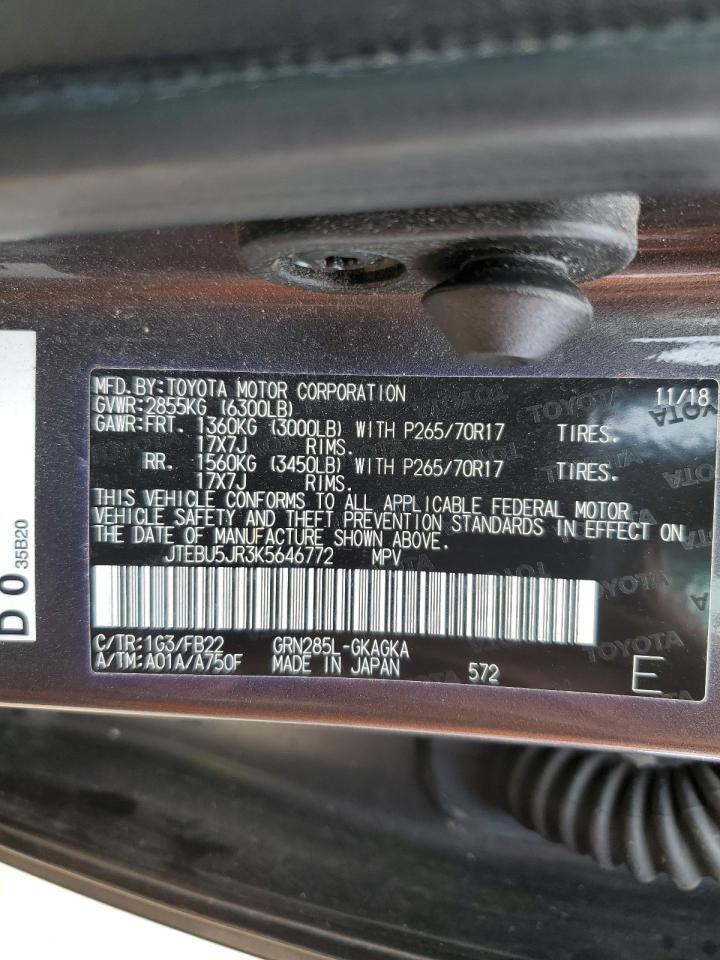 MFD. BY: TOYOTA MOTOR CORPORATION 11/18
GVWR: 2855KG (6300LB)
GAWR-FRT. 1360KG (3000LB) WITH P265/70R17 TIRES.
17X7J RIMS.
RR. 1560KG (3450LB) WITH P265/70R17 TIRES.
17X7J RIMS.
THIS VEHICLE CONFORMS TO ALL APPLICABLE FEDERAL MOTOR
VEHICLE SAFETY AND THEFT PREVENTION STANDARDS IN EFFECT ON
THE DATE OF MANUFACTURE SHOWN ABOVE.
JTEBU5JR3K5646772 MPV
C/TR: 1G3/FB22 GRN285L-GKAGKA
A/TM: A01A/A750F MADE IN JAPAN 572 E
D 0
35B20
TOYOTA